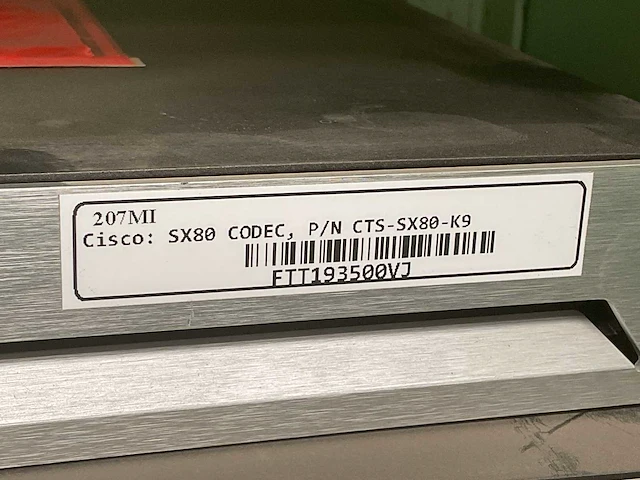 207MI
Cisco: SX80 CODEC, P/N CTS-SX80-K9
FTT193500VJ